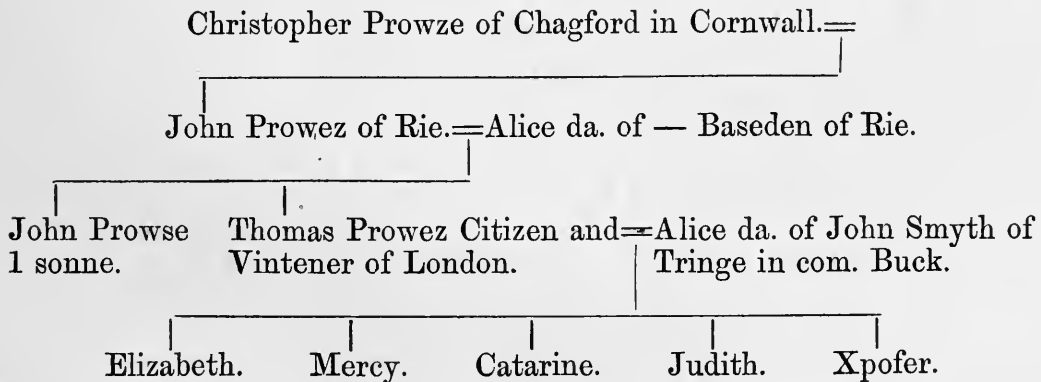 Christopher Prowze of Chagford in Cornwall.=
John Prowez of Rie.=Alice da. of — Baseden of Rie.
John Prowse Thomas Prowez Citizen and=Alice da. of John Smyth of
1 sonne. Vintener of London. Tringe in com. Buck.
Elizabeth. Mercy. Catarine. Judith. Xpofer.